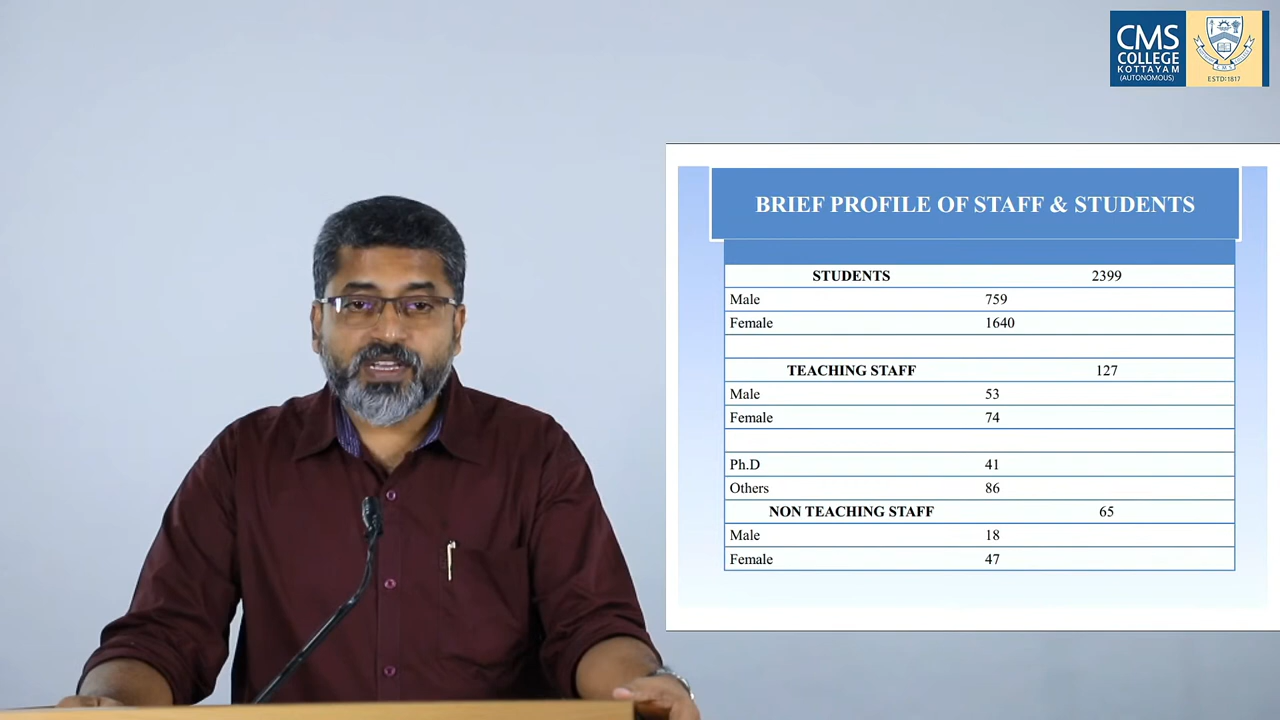 CMS
COLLEGE
KOTTAYAM
(AUTONOMOUS)
ESTD:1817
BRIEF PROFILE OF STAFF & STUDENTS
STUDENTS 2399
Male 759
Female 1640
TEACHING STAFF 127
Male 53
Female 74
Ph.D 41
Others 86
NON TEACHING STAFF 65
Male 18
Female 47